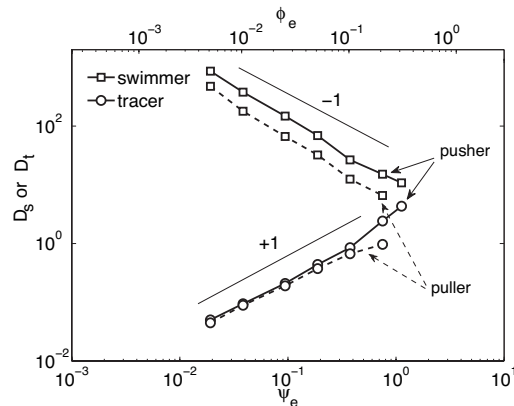 ϕe
10⁻³ 10⁻² 10⁻¹ 10⁰
swimmer
tracer
−1
pusher
+1
puller
Ds or Dt
10²
10⁰
10⁻²
10⁻³ 10⁻² 10⁻¹ 10⁰ 10¹
ψe